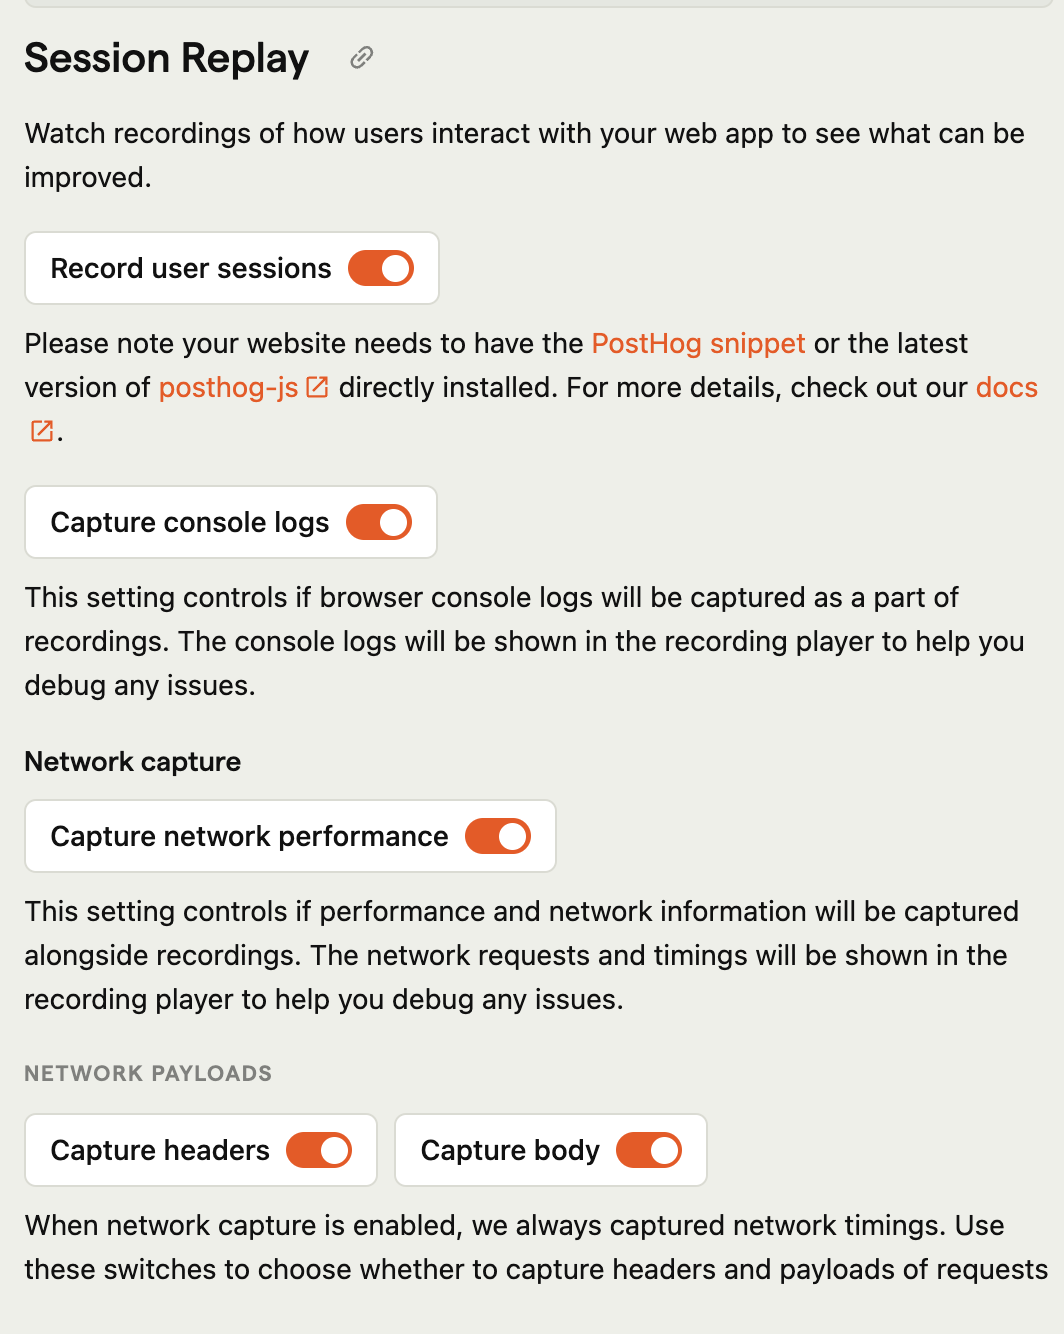 Session Replay
Watch recordings of how users interact with your web app to see what can be
improved.
Record user sessions
Please note your website needs to have the PostHog snippet or the latest
version of posthog-js directly installed. For more details, check out our docs
.
Capture console logs
This setting controls if browser console logs will be captured as a part of
recordings. The console logs will be shown in the recording player to help you
debug any issues.
Network capture
Capture network performance
This setting controls if performance and network information will be captured
alongside recordings. The network requests and timings will be shown in the
recording player to help you debug any issues.
NETWORK PAYLOADS
Capture headers
Capture body
When network capture is enabled, we always captured network timings. Use
these switches to choose whether to capture headers and payloads of requests